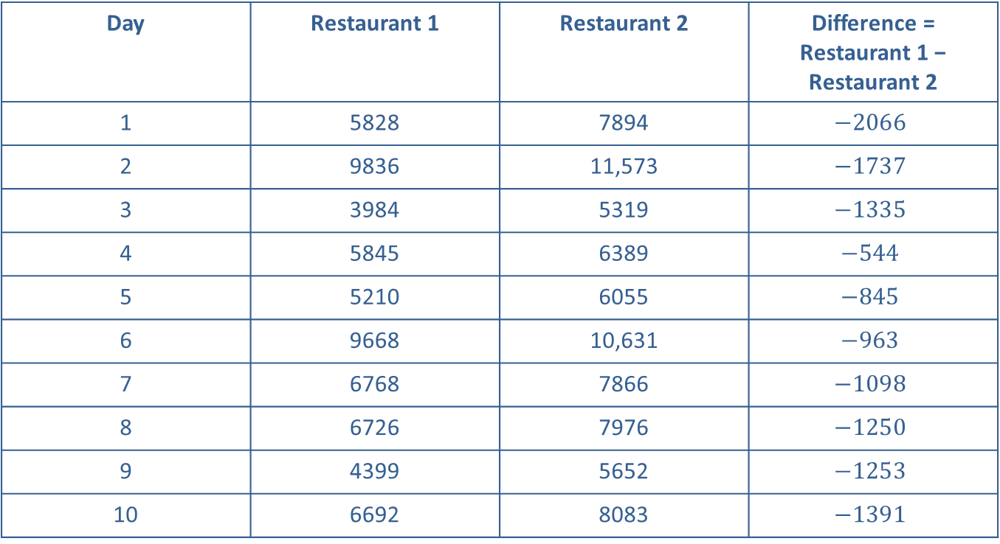 Day Restaurant 1 Restaurant 2 Difference =
Restaurant 1 −
Restaurant 2
1 5828 7894 −2066
2 9836 11,573 −1737
3 3984 5319 −1335
4 5845 6389 −544
5 5210 6055 −845
6 9668 10,631 −963
7 6768 7866 −1098
8 6726 7976 −1250
9 4399 5652 −1253
10 6692 8083 −1391